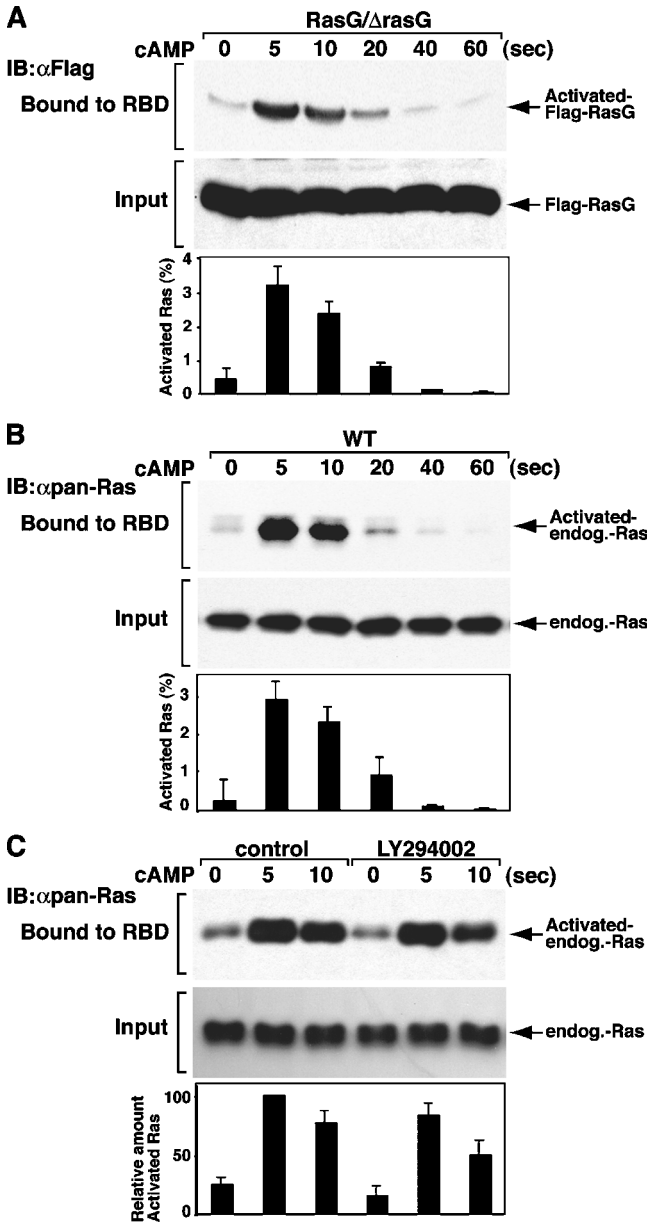 A
RasG/ΔrasG
cAMP 0 5 10 20 40 60 (sec)
IB:αFlag
Bound to RBD
Activated-
Flag-RasG
Input
Flag-RasG
Activated Ras (%)
4
3
2
1
0
B
WT
cAMP 0 5 10 20 40 60 (sec)
IB:αpan-Ras
Bound to RBD
Activated-
endog.-Ras
Input
endog.-Ras
Activated Ras (%)
3
2
1
0
C
control LY294002
cAMP 0 5 10 0 5 10 (sec)
IB:αpan-Ras
Bound to RBD
Activated-
endog.-Ras
Input
endog.-Ras
Relative amount
Activated Ras
100
50
0